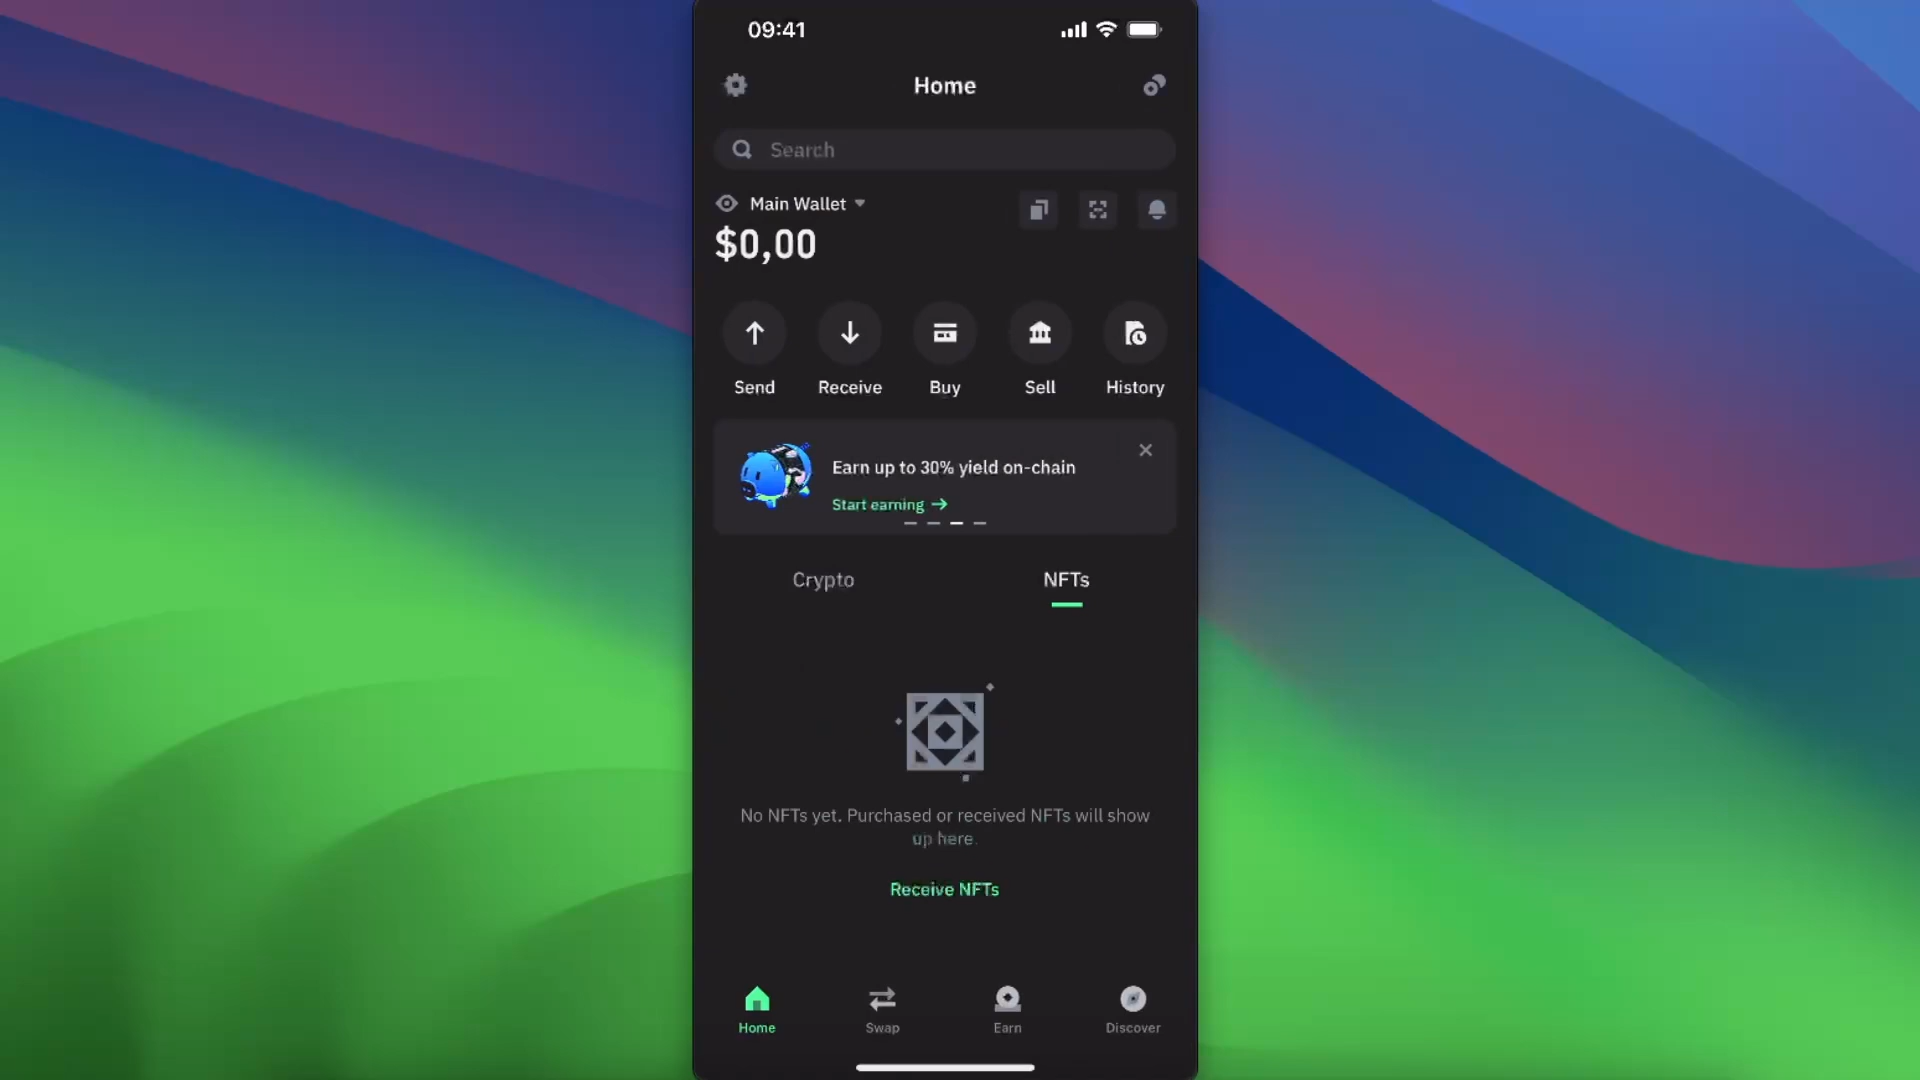 09:41
Home
Search
Main Wallet
$0,00
Send
Receive
Buy
Sell
History
Earn up to 30% yield on-chain
Start earning →
Crypto
NFTs
No NFTs yet. Purchased or received NFTs will show
up here.
Receive NFTs
Home
Swap
Earn
Discover